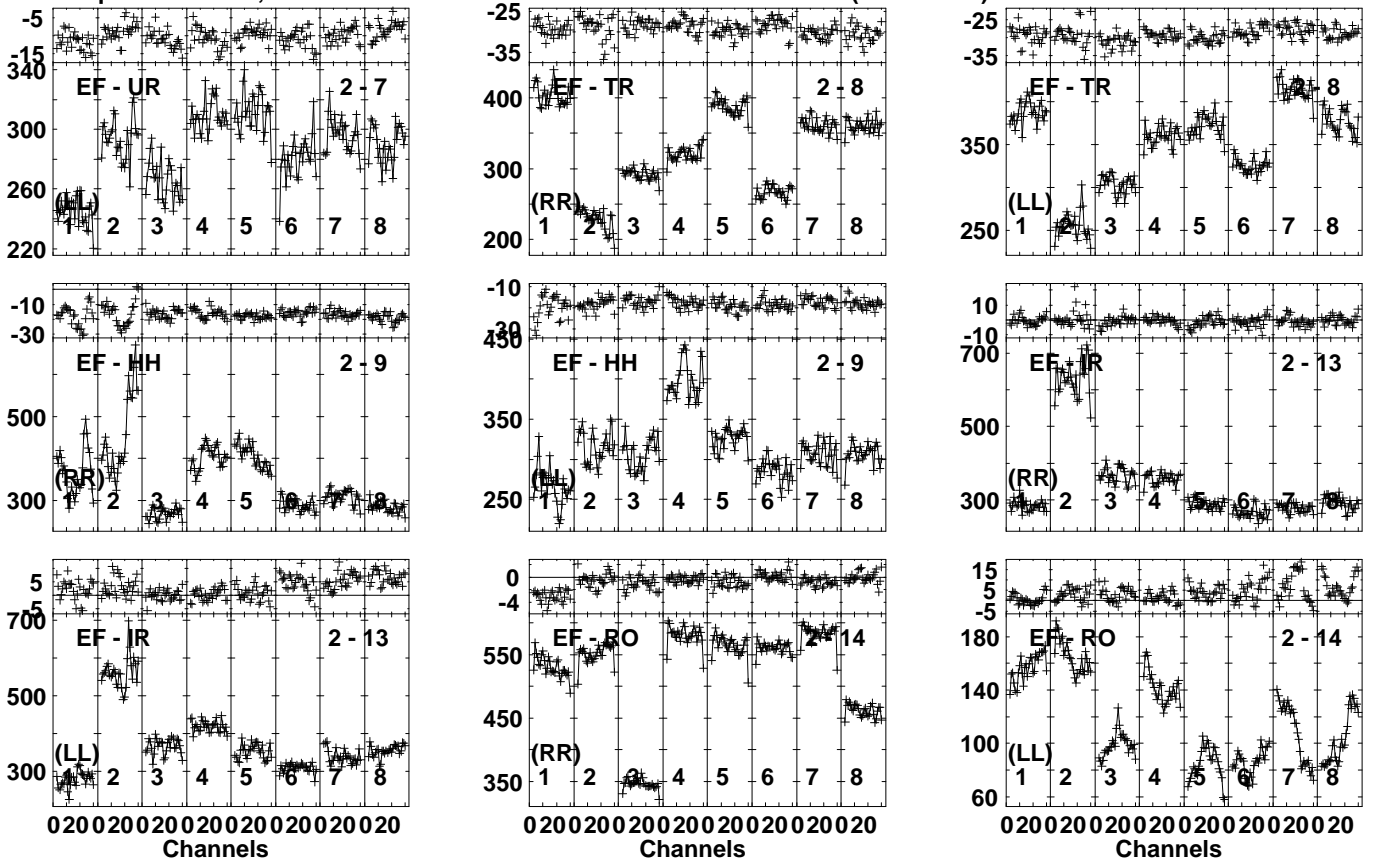 -5
-15
340
EF - UR 2 - 7
300
260
(LL)
1 2 3 4 5 6 7 8
220
-25
-35
400
EF - TR 2 - 8
300
(RR)
1 2 3 4 5 6 7 8
200
-25
-35
EF - TR 2 - 8
350
(LL)
1 2 3 4 5 6 7 8
250
-10
-30
EF - HH 2 - 9
500
(RR)
300
1 2 3 4 5 6 7 8
-10
-30
450
EF - HH 2 - 9
350
(LL)
250
1 2 3 4 5 6 7 8
10
-10
700
EF - IR 2 - 13
500
(RR)
300
1 2 3 4 5 6 7 8
5
-5
700
EF - IR 2 - 13
500
(LL)
300
1 2 3 4 5 6 7 8
0 20 0 20 0 20 0 20 0 20 0 20 0 20 0 20
Channels
0
-4
EF - RO 2 - 14
550
450
(RR)
350
1 2 3 4 5 6 7 8
0 20 0 20 0 20 0 20 0 20 0 20 0 20 0 20
Channels
15
5
-5
180
EF - RO 2 - 14
140
100
(LL)
1 2 3 4 5 6 7 8
60
0 20 0 20 0 20 0 20 0 20 0 20 0 20 0 20
Channels